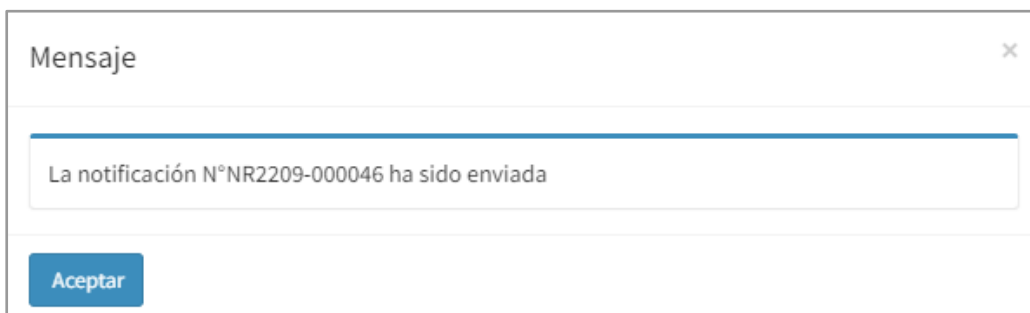 Mensaje
×
La notificación N°NR2209-000046 ha sido enviada
Aceptar